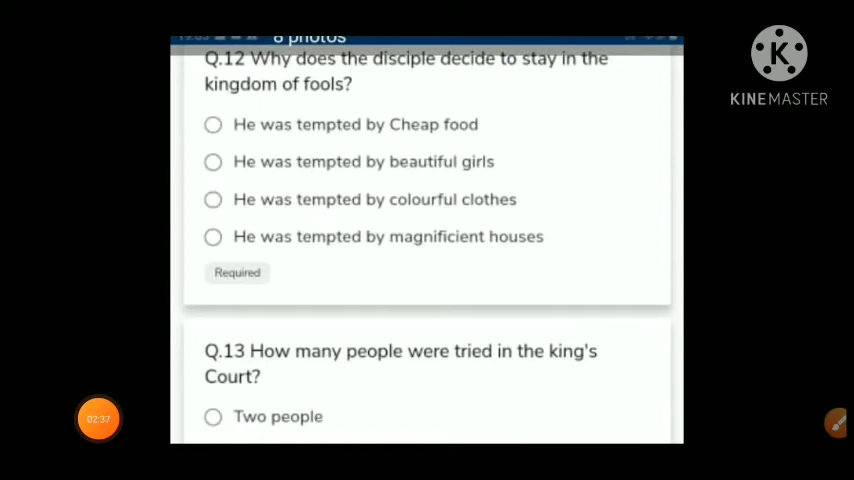 8 photos
Q.12 Why does the disciple decide to stay in the
kingdom of fools?
He was tempted by Cheap food
He was tempted by beautiful girls
He was tempted by colourful clothes
He was tempted by magnificient houses
Required
Q.13 How many people were tried in the king's
Court?
Two people
K
KINEMASTER
02:37